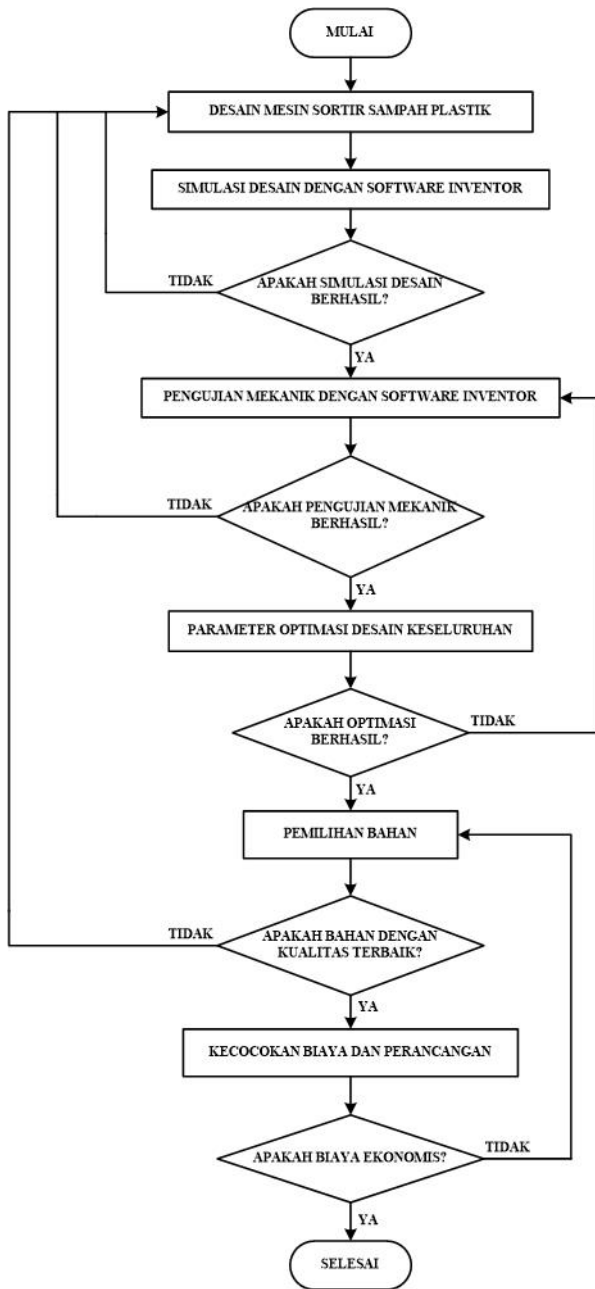 MULAI
DESAIN MESIN SORTIR SAMPAH PLASTIK
SIMULASI DESAIN DENGAN SOFTWARE INVENTOR
TIDAK
APAKAH SIMULASI DESAIN
BERHASIL?
YA
PENGUJIAN MEKANIK DENGAN SOFTWARE INVENTOR
TIDAK
APAKAH PENGUJIAN MEKANIK
BERHASIL?
YA
PARAMETER OPTIMASI DESAIN KESELURUHAN
APAKAH OPTIMASI
BERHASIL?
TIDAK
YA
PEMILIHAN BAHAN
TIDAK
APAKAH BAHAN DENGAN
KUALITAS TERBAIK?
YA
KECOCOKAN BIAYA DAN PERANCANGAN
APAKAH BIAYA EKONOMIS?
TIDAK
YA
SELESAI